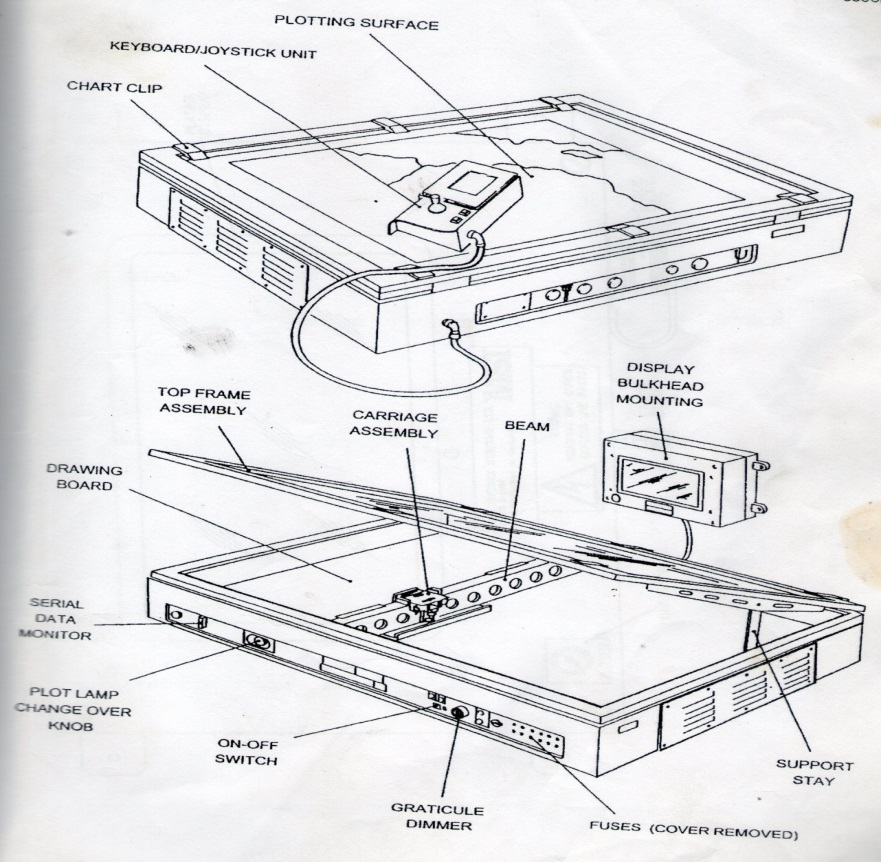 PLOTTING SURFACE
KEYBOARD/JOYSTICK UNIT
CHART CLIP
DISPLAY
BULKHEAD
MOUNTING
TOP FRAME
ASSEMBLY
CARRIAGE
ASSEMBLY
BEAM
DRAWING
BOARD
SERIAL
DATA
MONITOR
PLOT LAMP
CHANGE OVER
KNOB
ON-OFF
SWITCH
SUPPORT
STAY
GRATICULE
DIMMER
FUSES (COVER REMOVED)